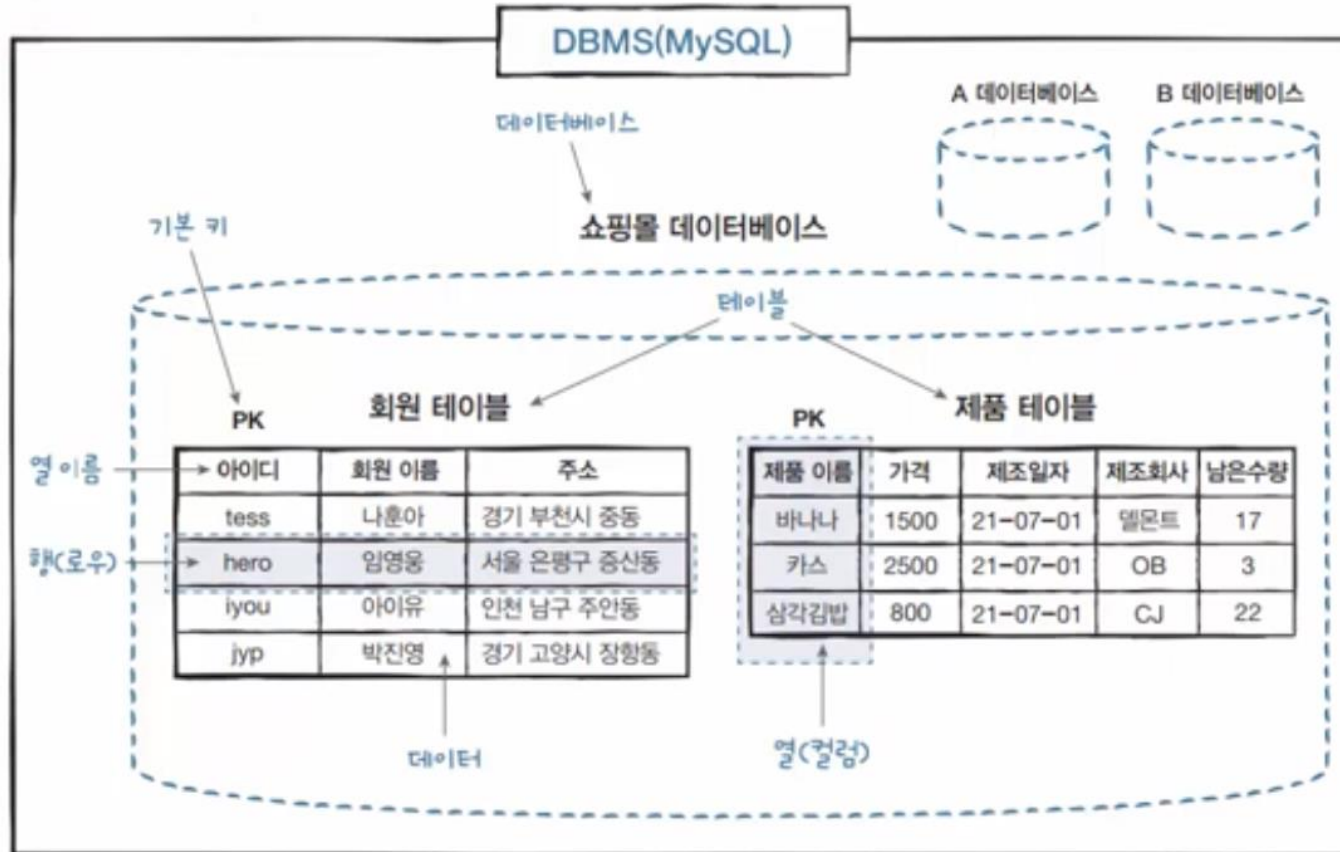 DBMS(MySQL)
A 데이터베이스
B 데이터베이스
데이터베이스
기본 키
쇼핑몰 데이터베이스
테이블
PK
회원 테이블
PK
제품 테이블
열 이름
아이디 회원 이름 주소
tess 나훈아 경기 부천시 중동
행(로우)
hero 임영웅 서울 은평구 증산동
iyou 아이유 인천 남구 주안동
jyp 박진영 경기 고양시 장항동
제품 이름 가격 제조일자 제조회사 남은수량
바나나 1500 21-07-01 델몬트 17
카스 2500 21-07-01 OB 3
삼각김밥 800 21-07-01 CJ 22
데이터
열(컬럼)